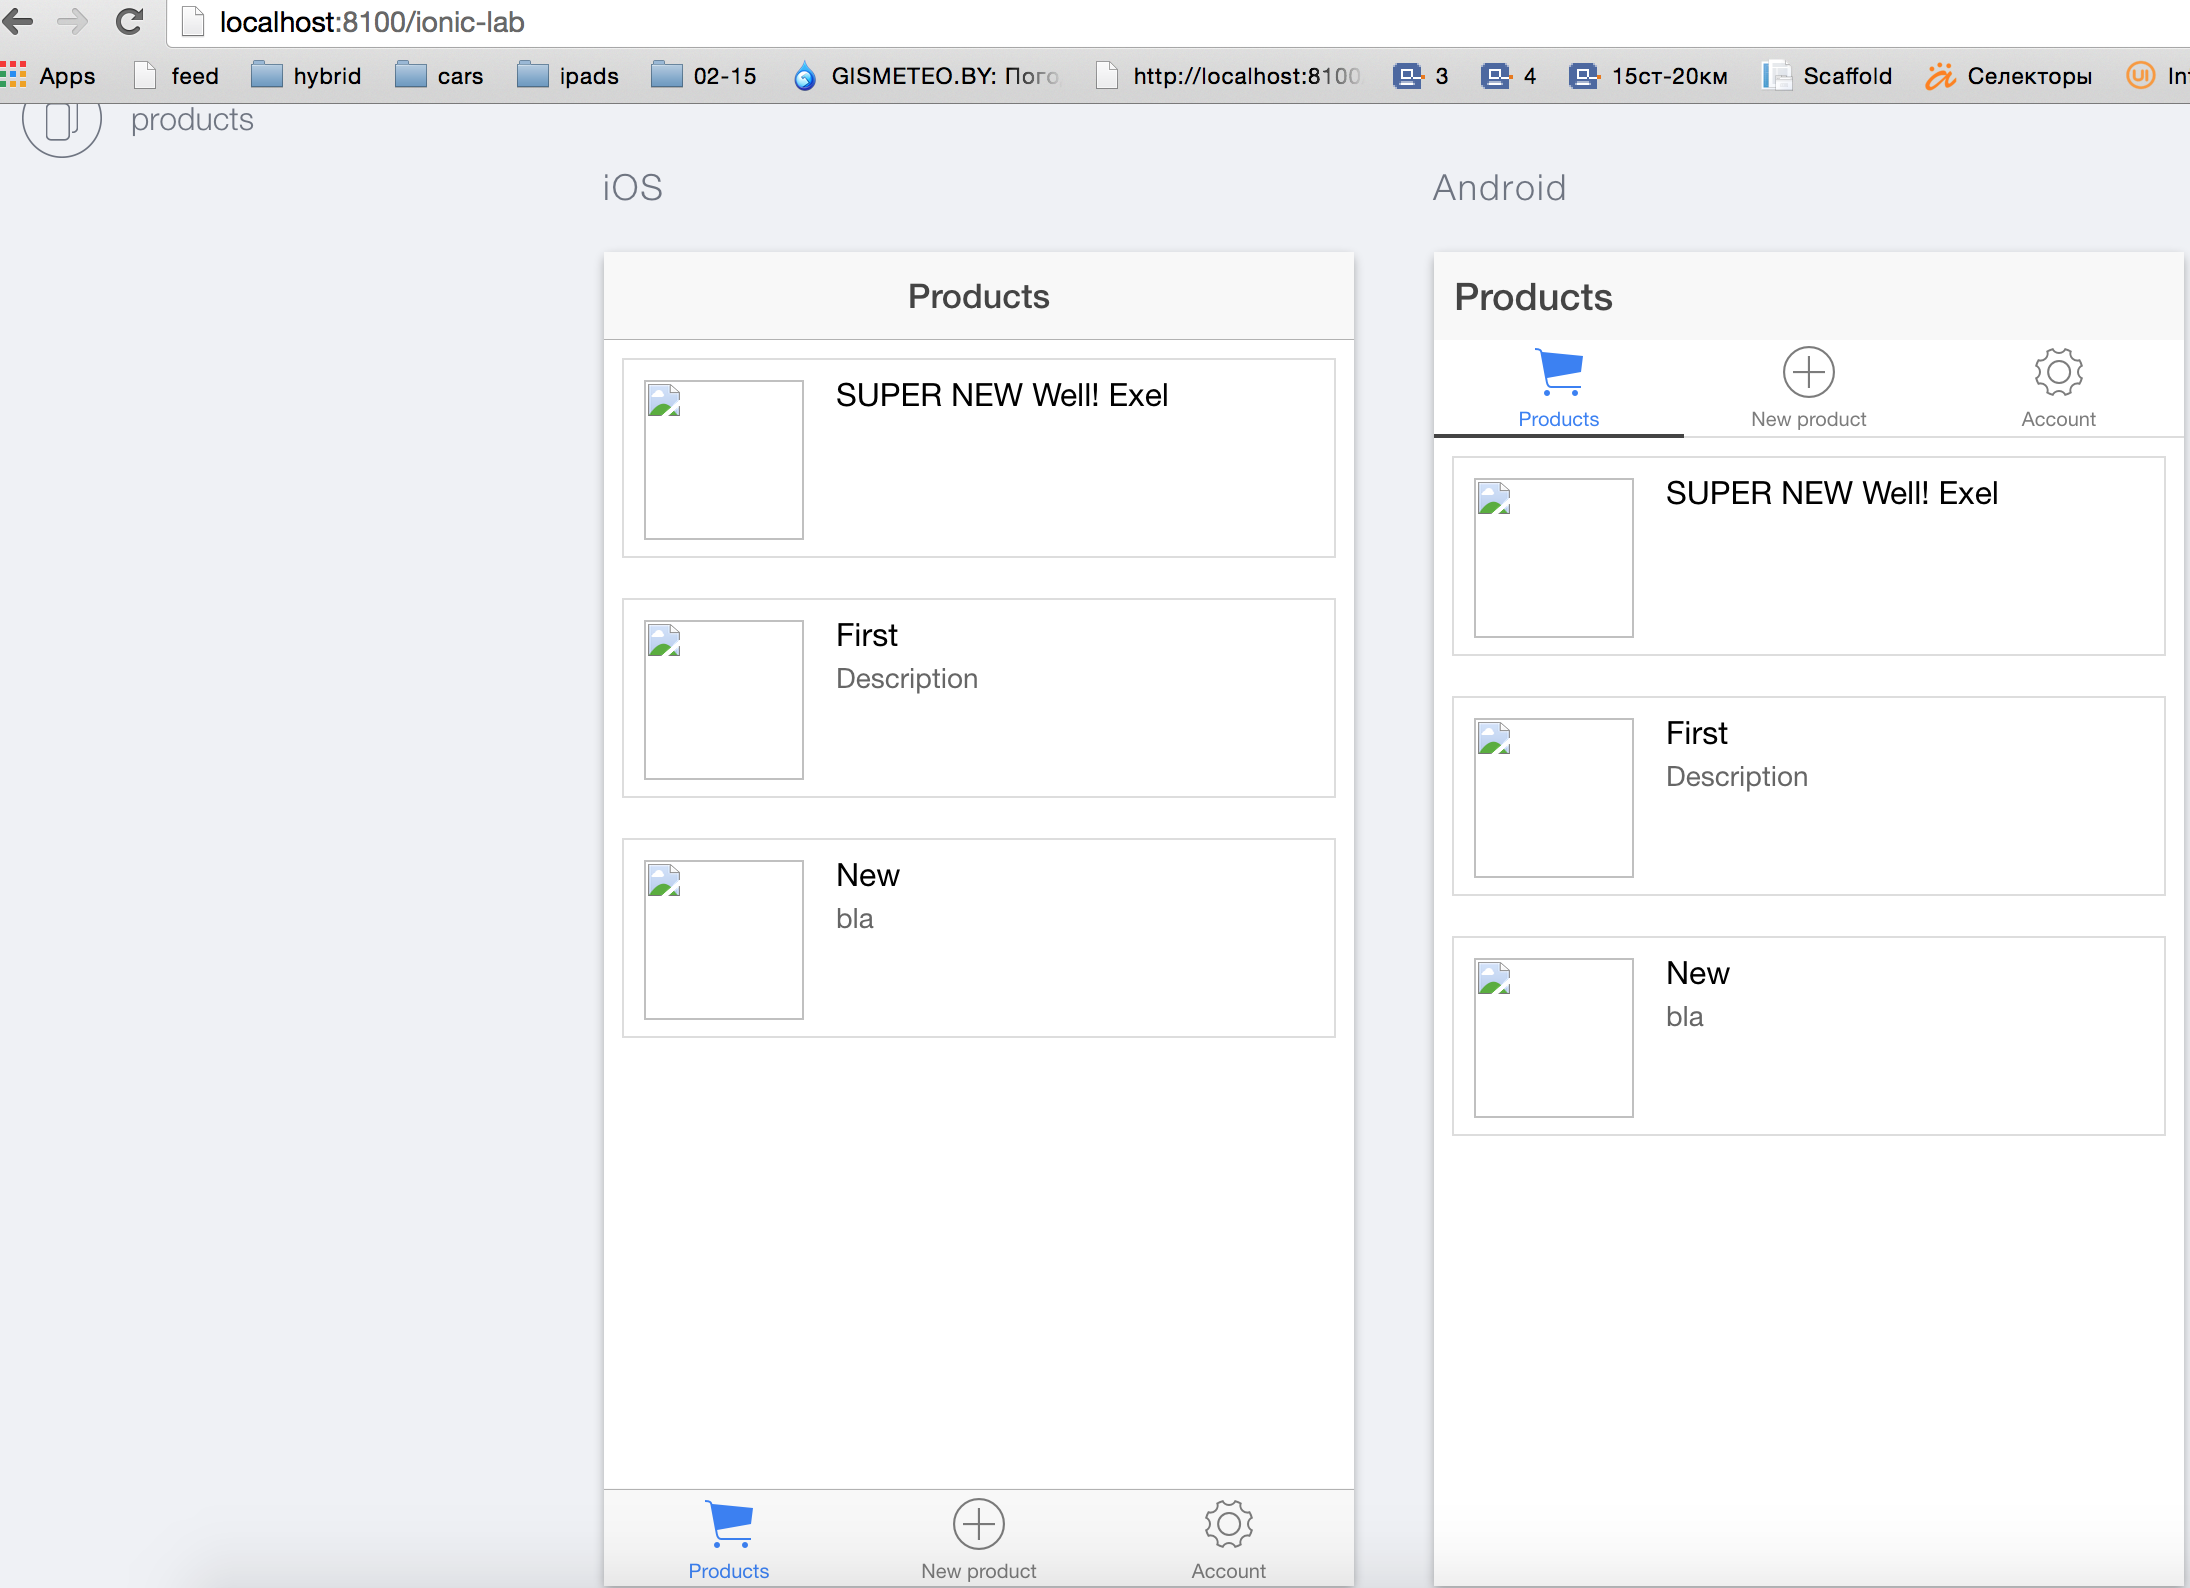 localhost:8100/ionic-lab
Apps feed hybrid cars ipads 02-15 GISMETEO.BY: Пого http://localhost:8100 3 4 15ст-20км Scaffold Селекторы Int
products
iOS
Products
SUPER NEW Well! Exel
First
Description
New
bla
Products New product Account
Android
Products
Products New product Account
SUPER NEW Well! Exel
First
Description
New
bla